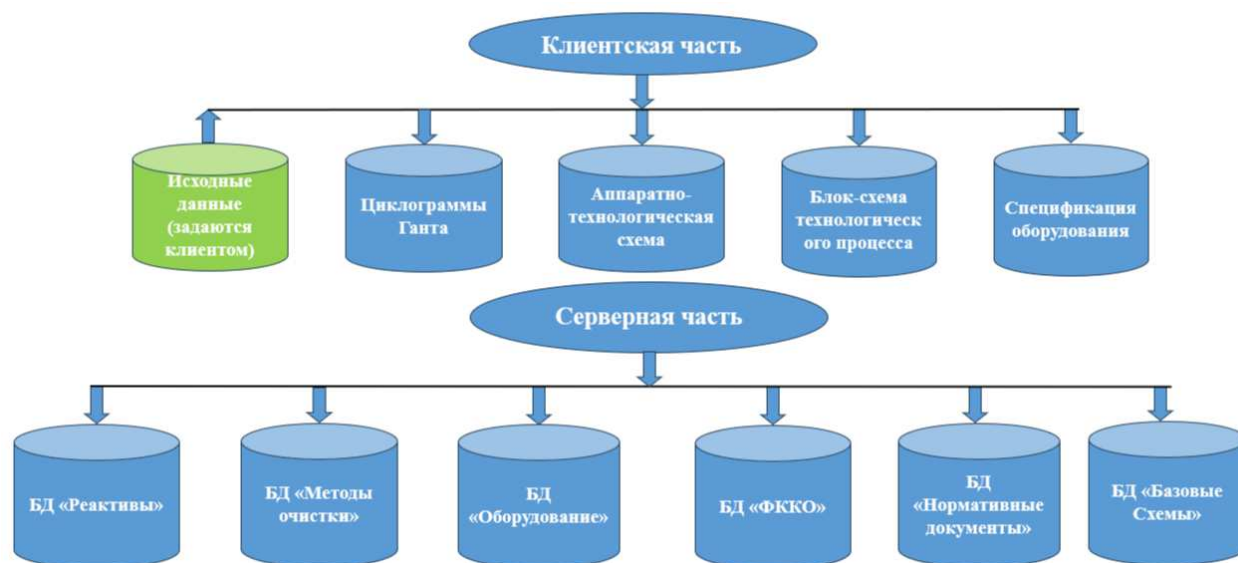 Клиентская часть
Исходные
данные
(задаются
клиентом)
Циклограммы
Ганта
Аппаратно-
технологическая
схема
Блок-схема
технологическ
ого процесса
Спецификация
оборудования
Серверная часть
БД «Реактивы»
БД «Методы
очистки»
БД
«Оборудование»
БД «ФККО»
БД
«Нормативные
документы»
БД «Базовые
Схемы»